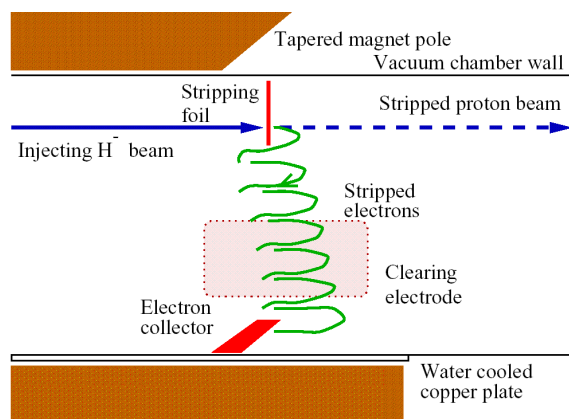 Tapered magnet pole
Vacuum chamber wall
Stripping
foil
Stripped proton beam
Injecting H⁻ beam
Stripped
electrons
Clearing
electrode
Electron
collector
Water cooled
copper plate